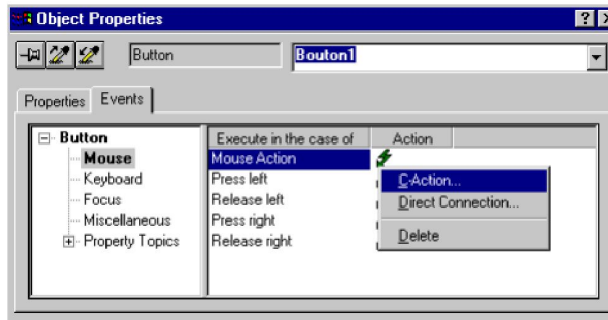 Object Properties
Button Bouton1
Properties Events
Button Execute in the case of Action
Mouse Mouse Action
Keyboard Press left C-Action...
Focus Release left Direct Connection...
Miscellaneous Press right
Property Topics Release right Delete